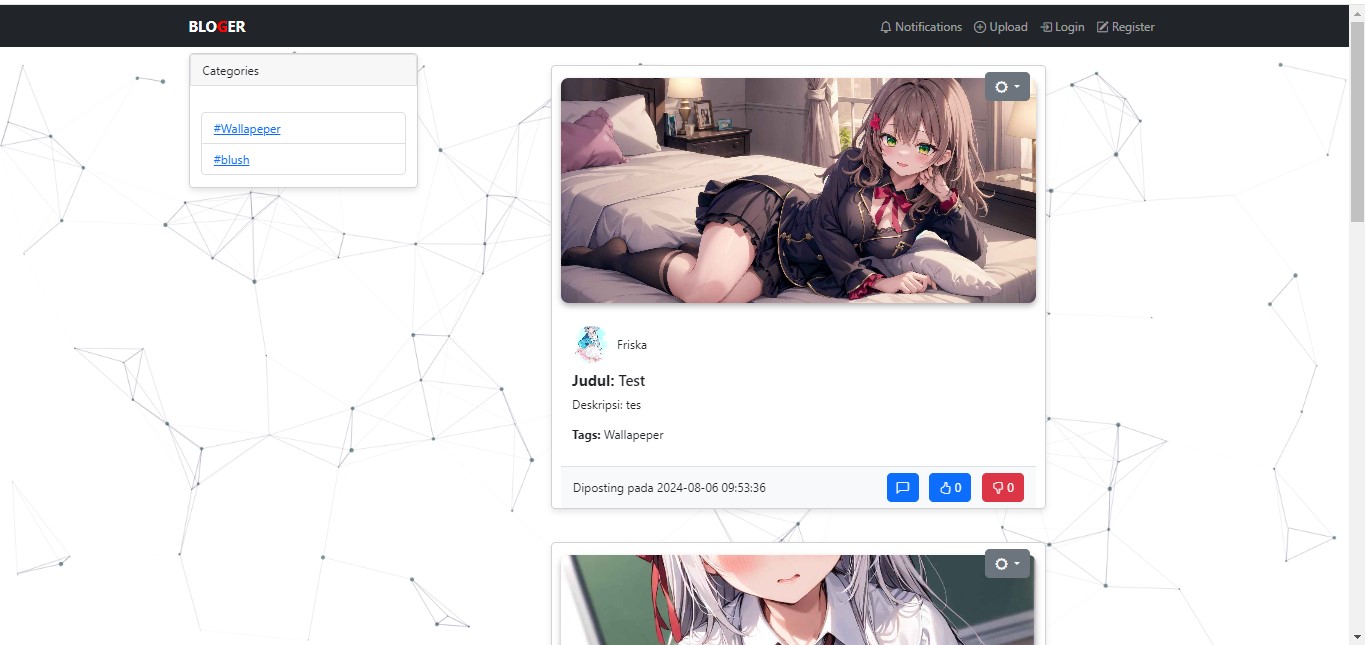 BLOGER
Notifications Upload Login Register
Categories
#Wallapeper
#blush
Friska
Judul: Test
Deskripsi: tes
Tags: Wallapeper
Diposting pada 2024-08-06 09:53:36
0
0